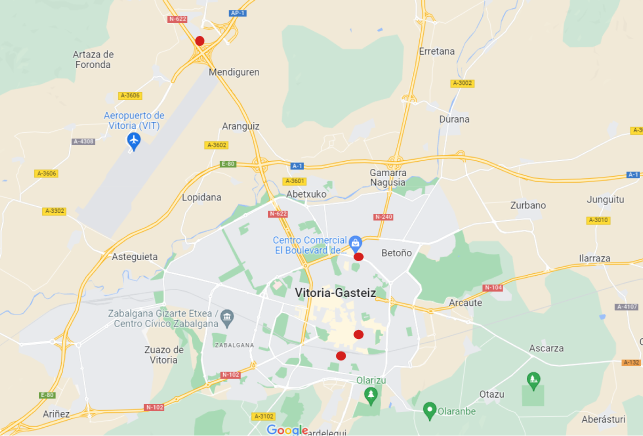 N-622
AP-1
Artaza de
Foronda
Erretana
Mendiguren
A-3002
A-3606
Aeropuerto de
Vitoria (VIT)
Durana
Aranguiz
A-4308
A-3602
E-80
A-1
A-3606
Gamarra
Nagusia
A-1
A-3601
Abetxuko
Lopidana
Junguitu
Zurbano
A-3302
N-622
N-240
A-3010
Centro Comercial
El Boulevard de...
Betoño
Asteguieta
Ilarraza
N-104
Vitoria-Gasteiz
Arcaute
A-4107
Zabalgana Gizarte Etxea /
Centro Cívico Zabalgana
ZABALGANA
Zuazo de
Vitoria
Ascarza
A-132
N-102
Olarizu
E-80
Otazu
N-102
Ariñez
A-3102
Olaranbe
Aberásturi
Google